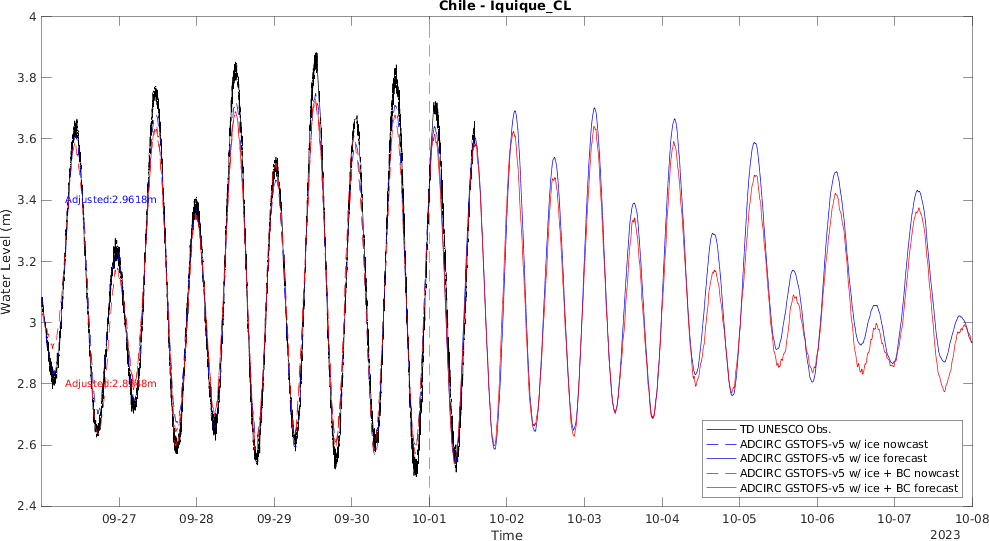 Chile - Iquique_CL
Water Level (m)
4
3.8
3.6
3.4
3.2
3
2.8
2.6
2.4
Adjusted:2.9618m
TD UNESCO Obs.
ADCIRC GSTOFS-v5 w/ ice nowcast
ADCIRC GSTOFS-v5 w/ ice forecast
ADCIRC GSTOFS-v5 w/ ice + BC nowcast
ADCIRC GSTOFS-v5 w/ ice + BC forecast
09-27 09-28 09-29 09-30 10-01 10-02 10-03 10-04 10-05 10-06 10-07 10-08
Time
2023